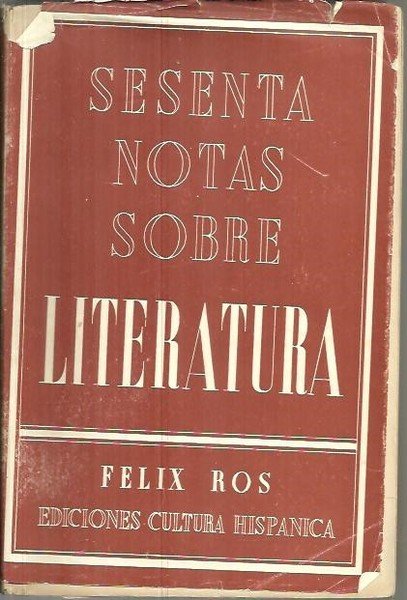 SESENTA
NOTAS
SOBRE
LITERATURA
FELIX ROS
EDICIONES CULTURA HISPANICA